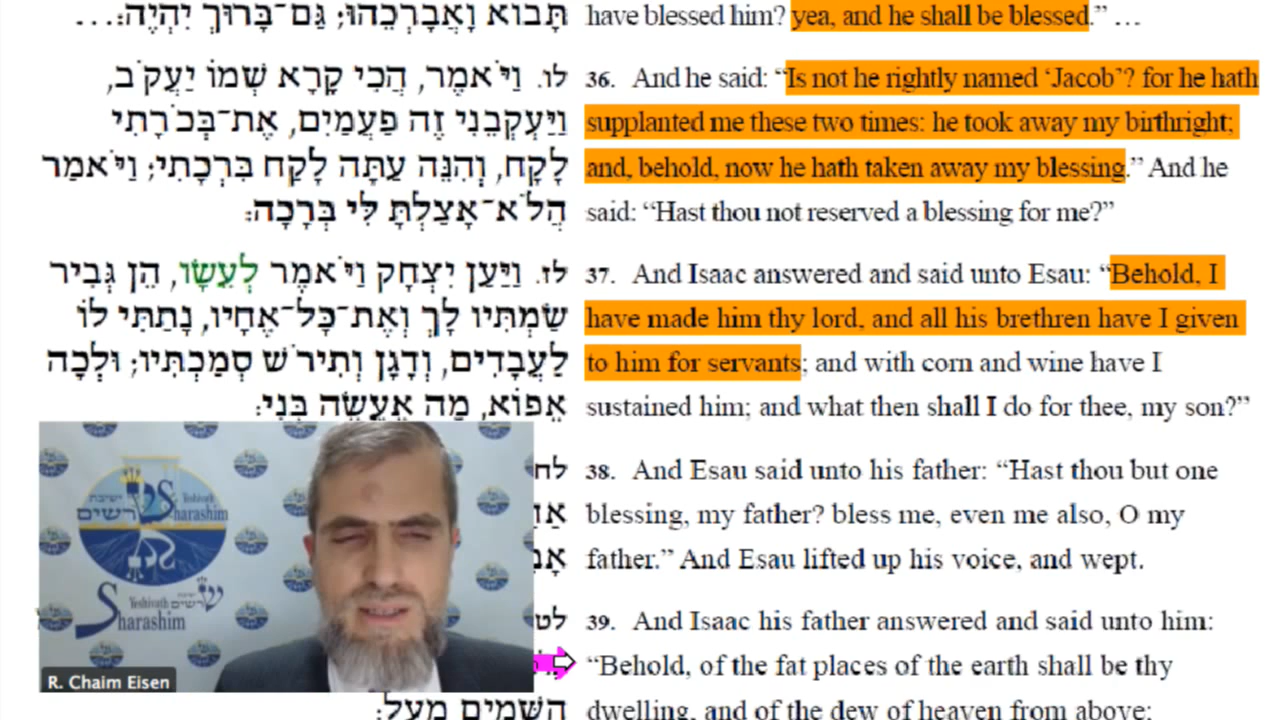 תָּבוֹא וָאֲבָרְכֵהוּ; גַּם־בָּרוּךְ יִהְיֶה: …
לו. וַיֹּאמֶר, הֲכִי קָרָא שְׁמוֹ יַעֲקֹב,
וַיַּעְקְבֵנִי זֶה פַעֲמַיִם, אֶת־בְּכֹרָתִי
לָקָח, וְהִנֵּה עַתָּה לָקַח בִּרְכָתִי; וַיֹּאמַר
הֲלֹא־אָצַלְתָּ לִּי בְּרָכָה:
לז. וַיַּעַן יִצְחָק וַיֹּאמֶר לְעֵשָׂו, הֵן גְּבִיר
שַׂמְתִּיו לָךְ וְאֶת־כָּל־אֶחָיו, נָתַתִּי לוֹ
לַעֲבָדִים, וְדָגָן וְתִירֹשׁ סְמַכְתִּיו; וּלְכָה
אֵפוֹא, מָה אֶעֱשֶׂה בְּנִי:
לח
לט
הַשָּׁמַיִם מֵעָל:
have blessed him? yea, and he shall be blessed.” …
36. And he said: “Is not he rightly named ‘Jacob’? for he hath
supplanted me these two times: he took away my birthright;
and, behold, now he hath taken away my blessing.” And he
said: “Hast thou not reserved a blessing for me?”
37. And Isaac answered and said unto Esau: “Behold, I
have made him thy lord, and all his brethren have I given
to him for servants; and with corn and wine have I
sustained him; and what then shall I do for thee, my son?”
38. And Esau said unto his father: “Hast thou but one
blessing, my father? bless me, even me also, O my
father.” And Esau lifted up his voice, and wept.
39. And Isaac his father answered and said unto him:
“Behold, of the fat places of the earth shall be thy
dwelling, and of the dew of heaven from above;
ישיבת
שרשים
Yeshivath
Sharashim
Yeshivath ישיבת שרשים
Sharashim
R. Chaim Eisen